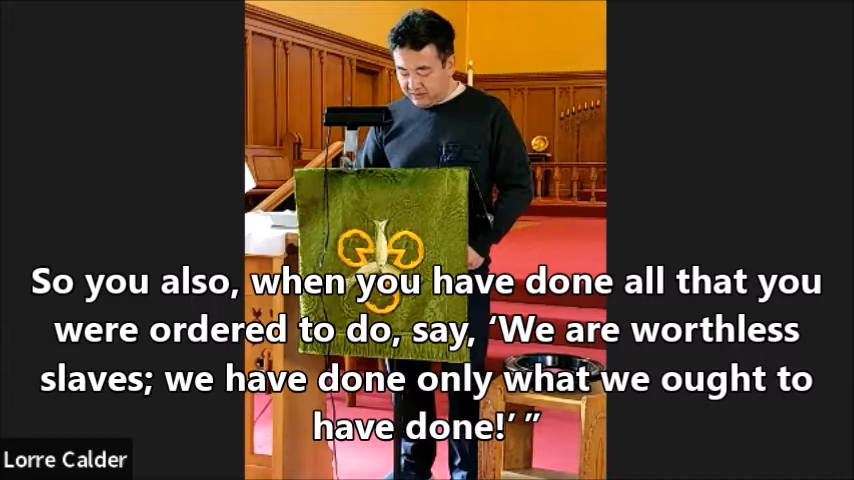 So you also, when you have done all that you
were ordered to do, say, ‘We are worthless
slaves; we have done only what we ought to
have done!’ ”
Lorre Calder